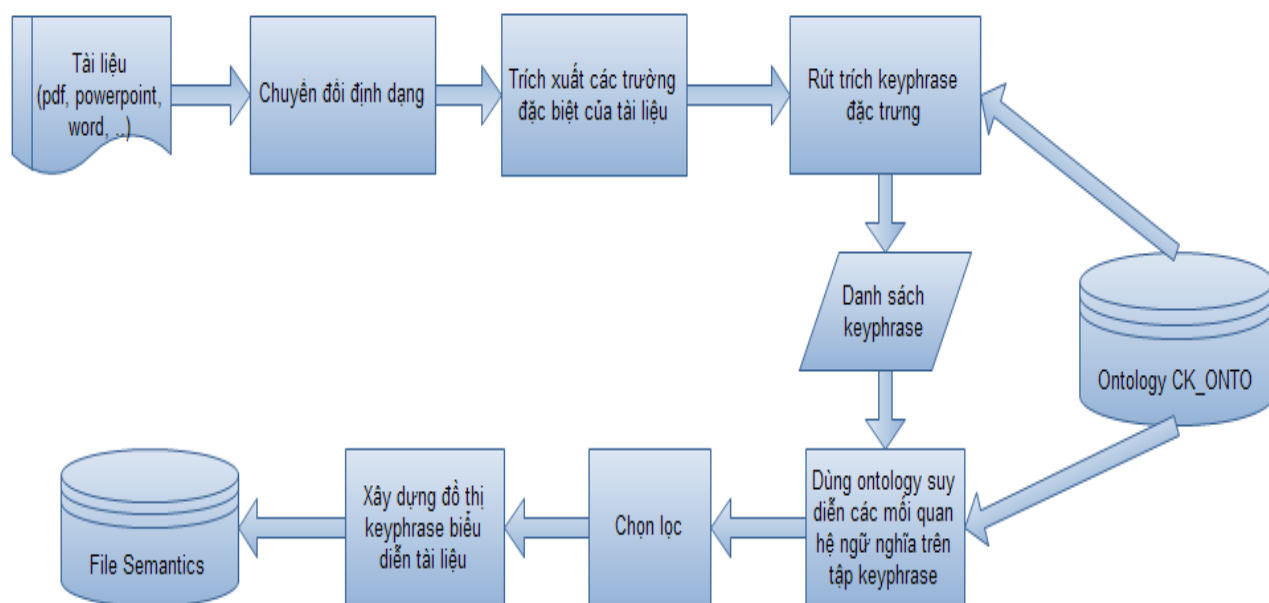 Tài liệu
(pdf, powerpoint,
word, ..)
Chuyển đổi định dạng
Trích xuất các trường
đặc biệt của tài liệu
Rút trích keyphrase
đặc trưng
Danh sách
keyphrase
Ontology CK_ONTO
Dùng ontology suy
diễn các mối quan
hệ ngữ nghĩa trên
tập keyphrase
Chọn lọc
Xây dựng đồ thị
keyphrase biểu
diễn tài liệu
File Semantics